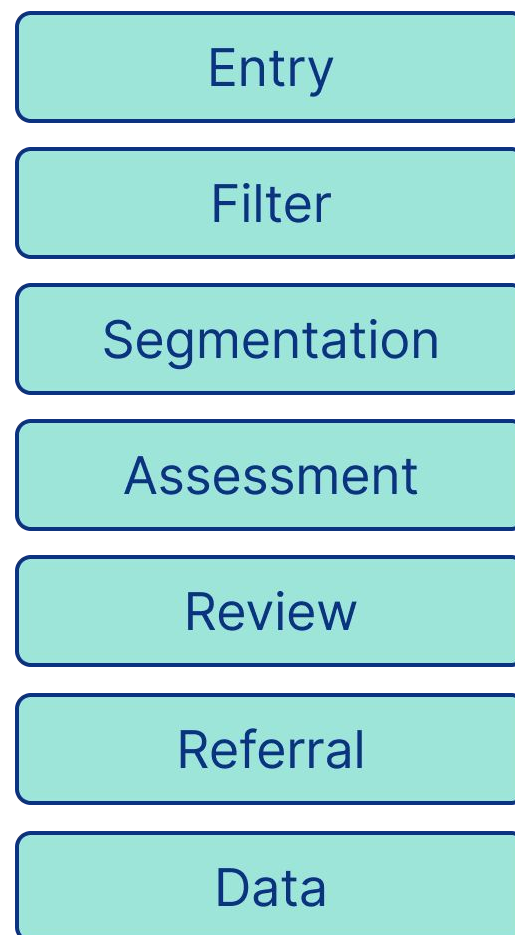 Entry
Filter
Segmentation
Assessment
Review
Referral
Data